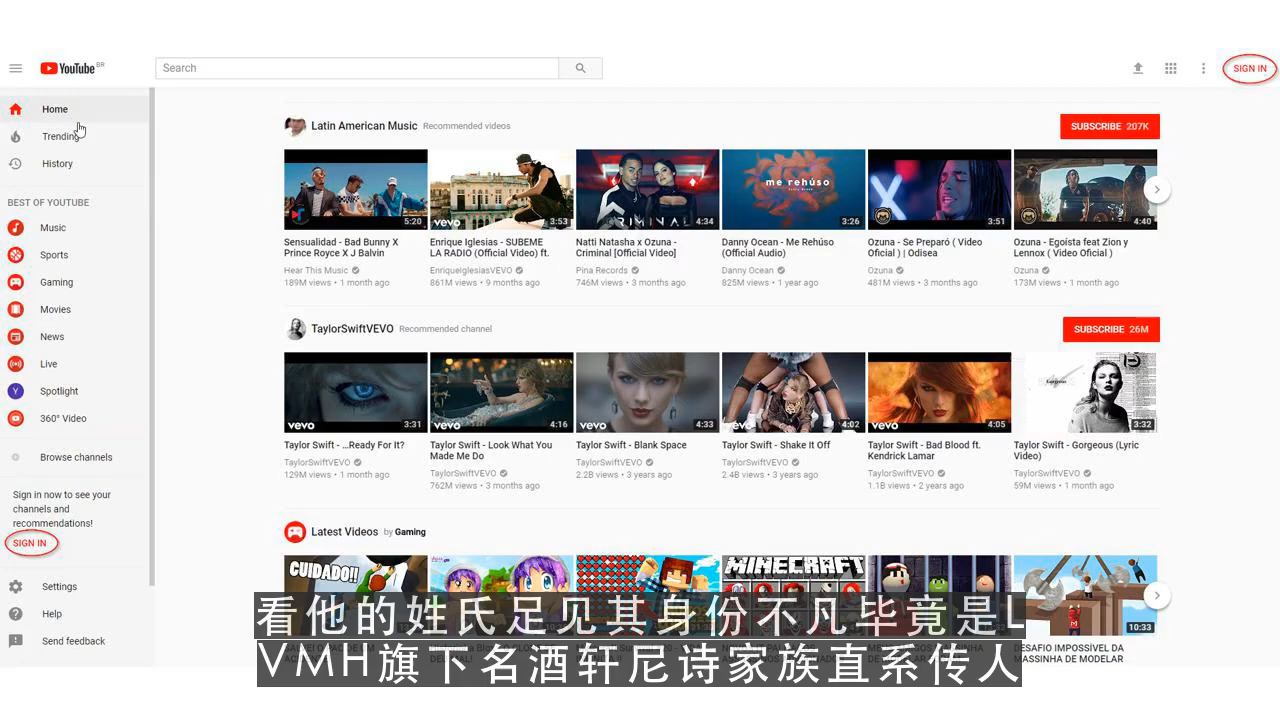 YouTube BR
Search
SIGN IN
Home
Trending
History
BEST OF YOUTUBE
Music
Sports
Gaming
Movies
News
Live
Spotlight
360° Video
Browse channels
Sign in now to see your
channels and
recommendations!
SIGN IN
Settings
Help
Send feedback
Latin American Music Recommended videos
SUBSCRIBE 207K
5:20
vevo 3:53
CRIMINAL 4:34
me rehúso 3:26
3:51
4:40
Sensualidad - Bad Bunny X
Prince Royce X J Balvin
Hear This Music
189M views • 1 month ago
Enrique Iglesias - SUBEME
LA RADIO (Official Video) ft.
EnriqueIglesiasVEVO
861M views • 9 months ago
Natti Natasha x Ozuna -
Criminal [Official Video]
Pina Records
746M views • 3 months ago
Danny Ocean - Me Rehúso
(Official Audio)
Danny Ocean
825M views • 1 year ago
Ozuna - Se Preparó ( Video
Oficial ) | Odisea
Ozuna
481M views • 3 months ago
Ozuna - Egoísta feat Zion y
Lennox ( Video Oficial )
Ozuna
173M views • 1 month ago
TaylorSwiftVEVO Recommended channel
SUBSCRIBE 26M
vevo 3:31
vevo 4:16
vevo 4:33
vevo 4:02
vevo 4:05
Gorgeous 3:32
Taylor Swift - ...Ready For It?
TaylorSwiftVEVO
129M views • 1 month ago
Taylor Swift - Look What You
Made Me Do
TaylorSwiftVEVO
762M views • 3 months ago
Taylor Swift - Blank Space
TaylorSwiftVEVO
2.2B views • 3 years ago
Taylor Swift - Shake It Off
TaylorSwiftVEVO
2.4B views • 3 years ago
Taylor Swift - Bad Blood ft.
Kendrick Lamar
TaylorSwiftVEVO
1.1B views • 2 years ago
Taylor Swift - Gorgeous (Lyric
Video)
TaylorSwiftVEVO
59M views • 1 month ago
Latest Videos by Gaming
CUIDADO!!
MINECRAFT
10:33
DESAFIO IMPOSSÍVEL DA
MASSINHA DE MODELAR
看他的姓氏足见其身份不凡毕竟是L
VMH旗下名酒轩尼诗家族直系传人